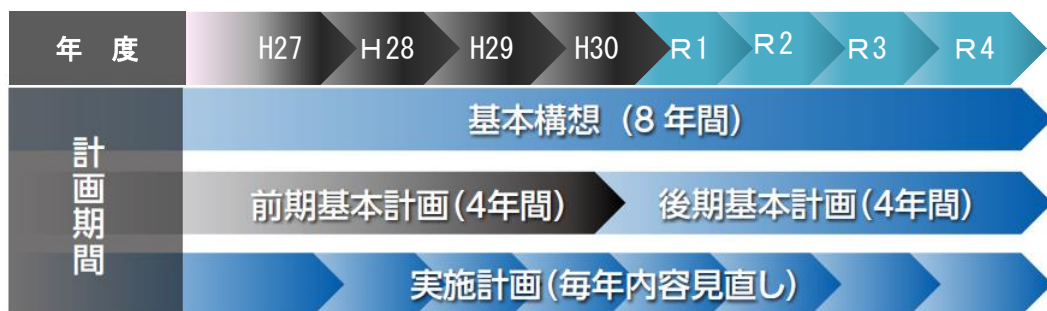 年 度 H27 H28 H29 H30 R1 R2 R3 R4
計画期間
基本構想（8年間）
前期基本計画（4年間） 後期基本計画（4年間）
実施計画（毎年内容見直し）